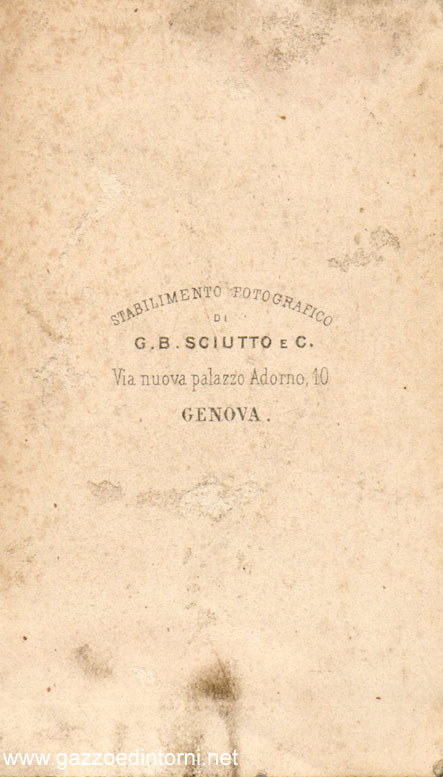 STABILIMENTO FOTOGRAFICO
DI
G.B. SCIUTTO E C.
Via nuova palazzo Adorno, 10
GENOVA.
www.gazzoedintorni.net